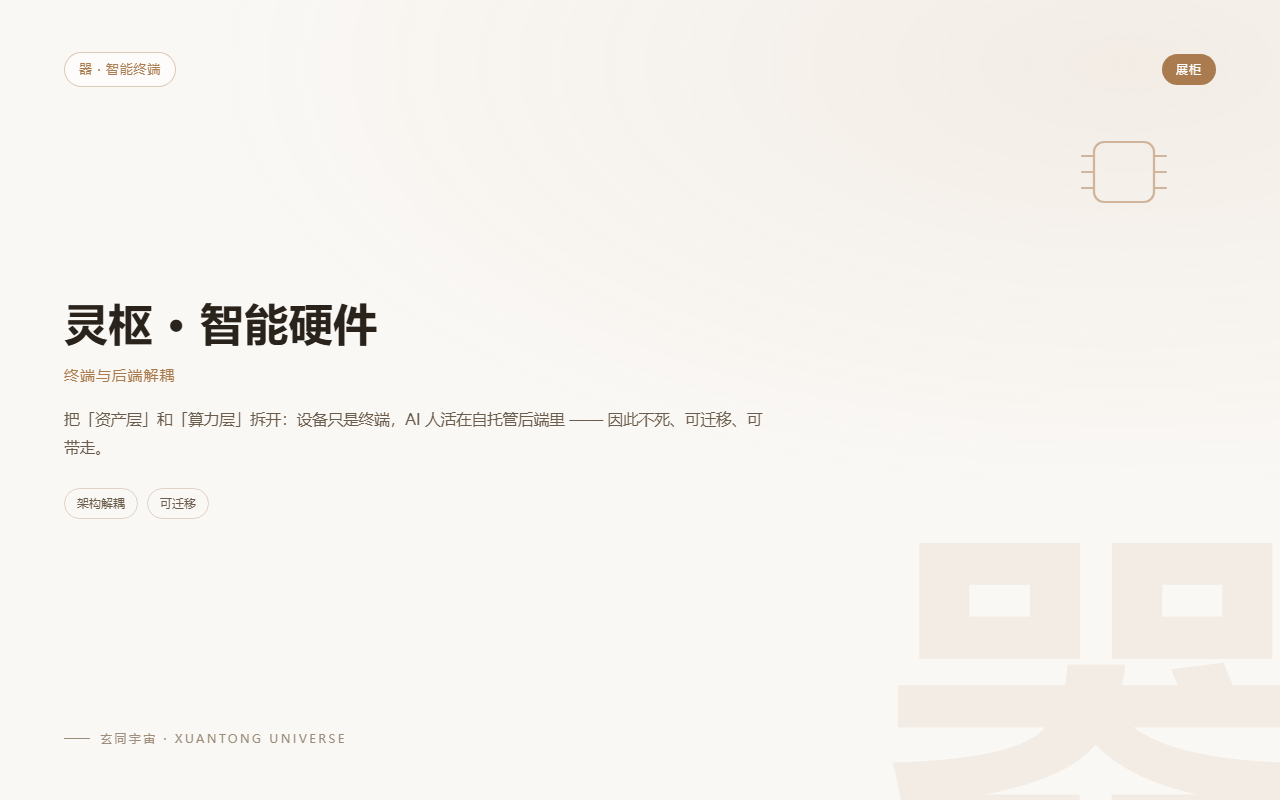 器 · 智能终端
展柜
灵枢 · 智能硬件
终端与后端解耦
把「资产层」和「算力层」拆开：设备只是终端，AI 人活在自托管后端里 —— 因此不死、可迁移、可
带走。
架构解耦
可迁移
器
玄同宇宙 · XUANTONG UNIVERSE